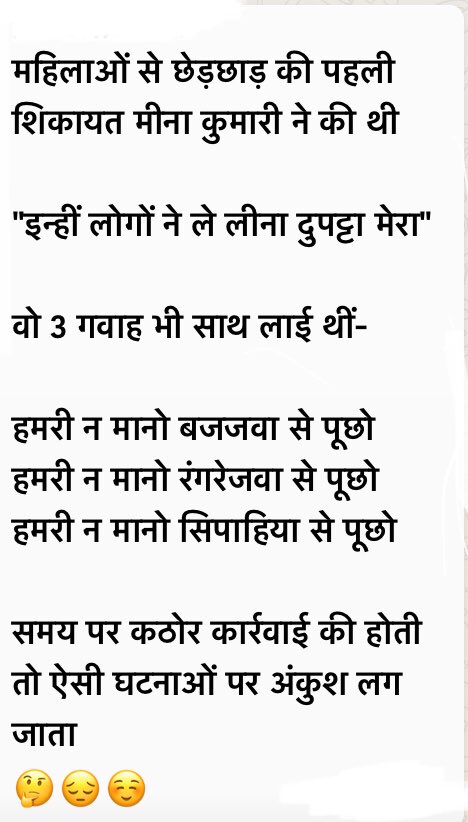 महिलाओं से छेड़छाड़ की पहली
शिकायत मीना कुमारी ने की थी
"इन्हीं लोगों ने ले लीना दुपट्टा मेरा"
वो 3 गवाह भी साथ लाई थीं-
हमरी न मानो बजजवा से पूछो
हमरी न मानो रंगरेजवा से पूछो
हमरी न मानो सिपाहिया से पूछो
समय पर कठोर कार्रवाई की होती
तो ऐसी घटनाओं पर अंकुश लग
जाता
🤔😔☺️